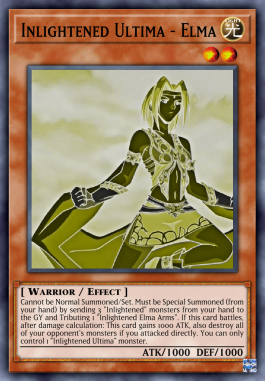 Inlightened Ultima - Elma
LIGHT
光
[ Warrior / Effect ]
Cannot be Normal Summoned/Set. Must be Special Summoned (from
your hand) by sending 3 "Inlightened" monsters from your hand to
the GY and Tributing 1 "Inlightened Elma Arms". If this card battles,
after damage calculation: This card gains 1000 ATK, also destroy all
of your opponent's monsters if you attacked directly. You can only
control 1 "Inlightened Ultima" monster.
ATK/1000 DEF/1000